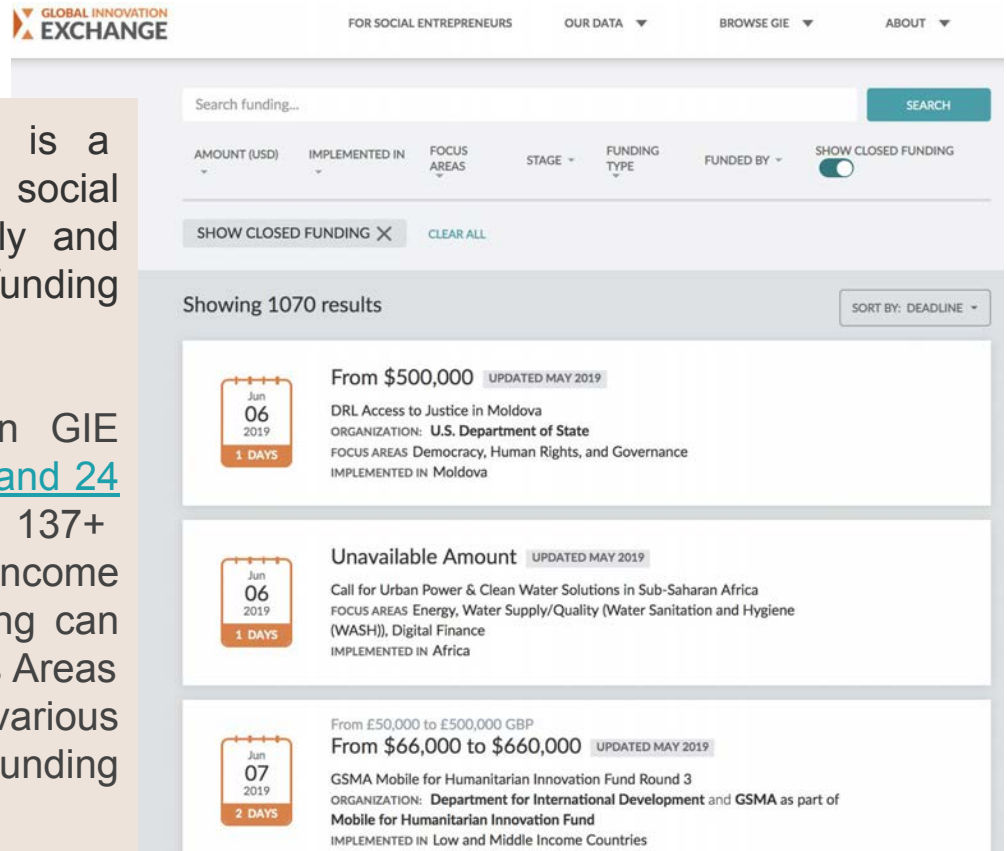 GLOBAL INNOVATION
EXCHANGE
FOR SOCIAL ENTREPRENEURS
OUR DATA
BROWSE GIE
ABOUT
is a
social
ly and
unding
n GIE
and 24
137+
ncome
ng can
Areas
various
unding
Search funding...
SEARCH
AMOUNT (USD)
IMPLEMENTED IN
FOCUS
AREAS
STAGE
FUNDING
TYPE
FUNDED BY
SHOW CLOSED FUNDING
SHOW CLOSED FUNDING
CLEAR ALL
Showing 1070 results
SORT BY: DEADLINE
Jun
06
2019
1 DAYS
From $500,000 UPDATED MAY 2019
DRL Access to Justice in Moldova
ORGANIZATION: U.S. Department of State
FOCUS AREAS Democracy, Human Rights, and Governance
IMPLEMENTED IN Moldova
Jun
06
2019
1 DAYS
Unavailable Amount UPDATED MAY 2019
Call for Urban Power & Clean Water Solutions in Sub-Saharan Africa
FOCUS AREAS Energy, Water Supply/Quality (Water Sanitation and Hygiene
(WASH)), Digital Finance
IMPLEMENTED IN Africa
Jun
07
2019
2 DAYS
From £50,000 to £500,000 GBP
From $66,000 to $660,000 UPDATED MAY 2019
GSMA Mobile for Humanitarian Innovation Fund Round 3
ORGANIZATION: Department for International Development and GSMA as part of
Mobile for Humanitarian Innovation Fund
IMPLEMENTED IN Low and Middle Income Countries